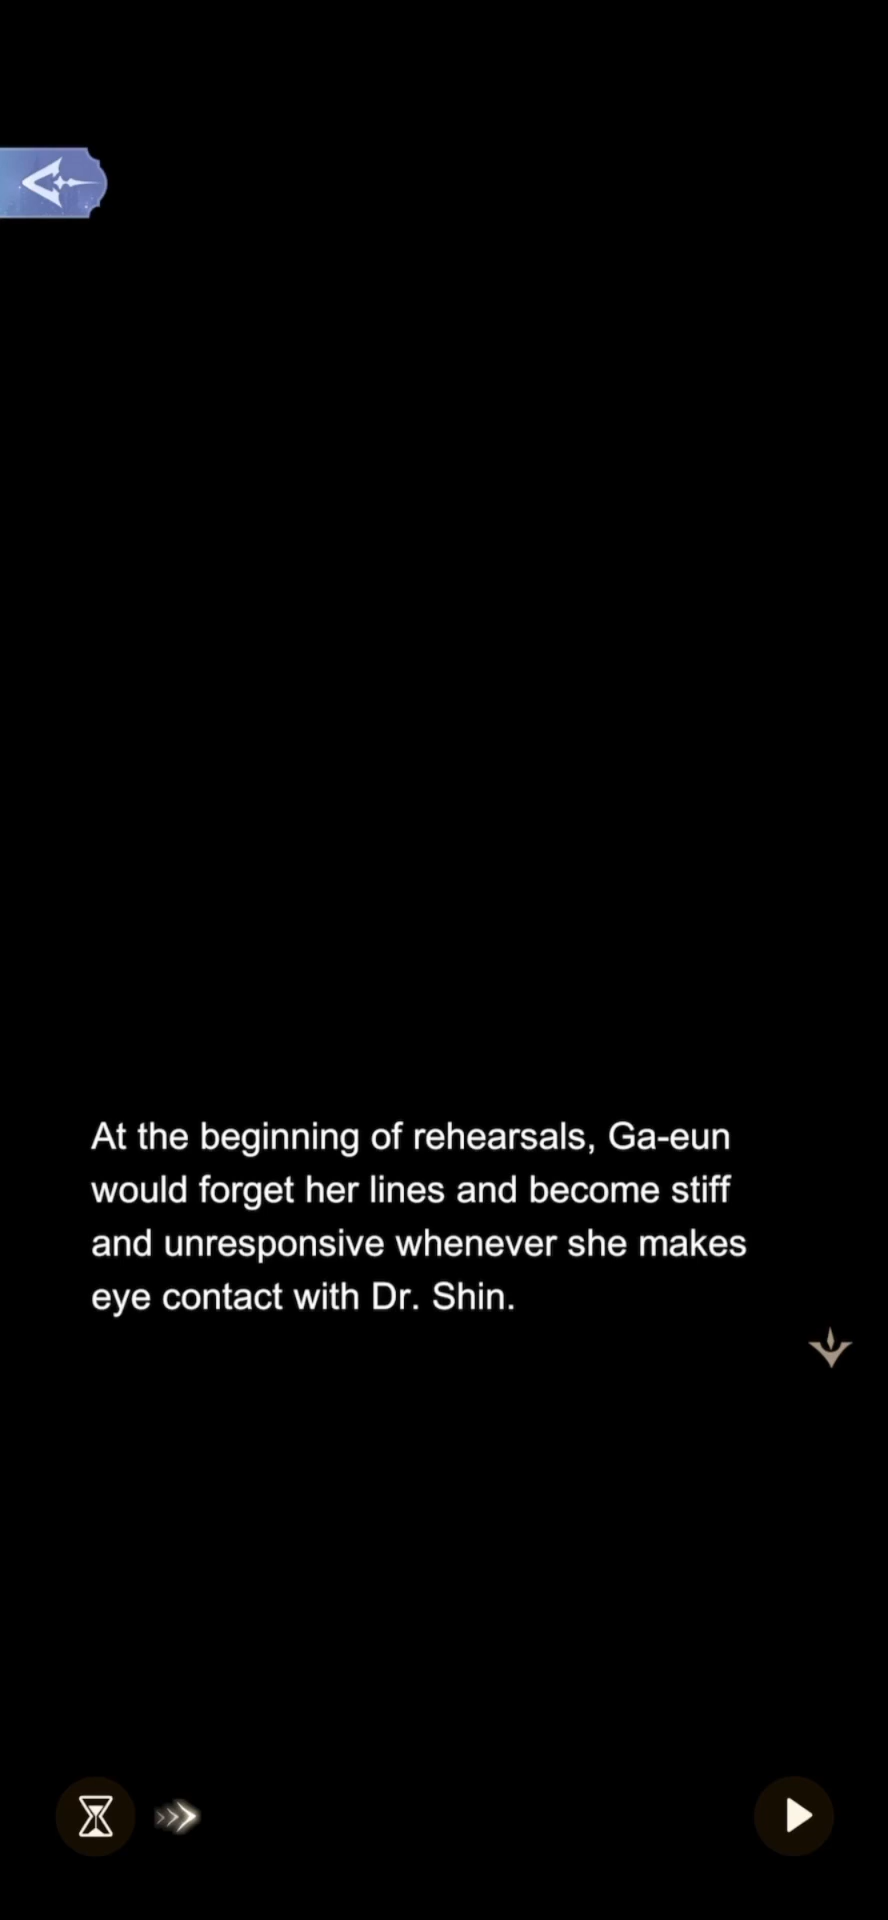 At the beginning of rehearsals, Ga-eun
would forget her lines and become stiff
and unresponsive whenever she makes
eye contact with Dr. Shin.